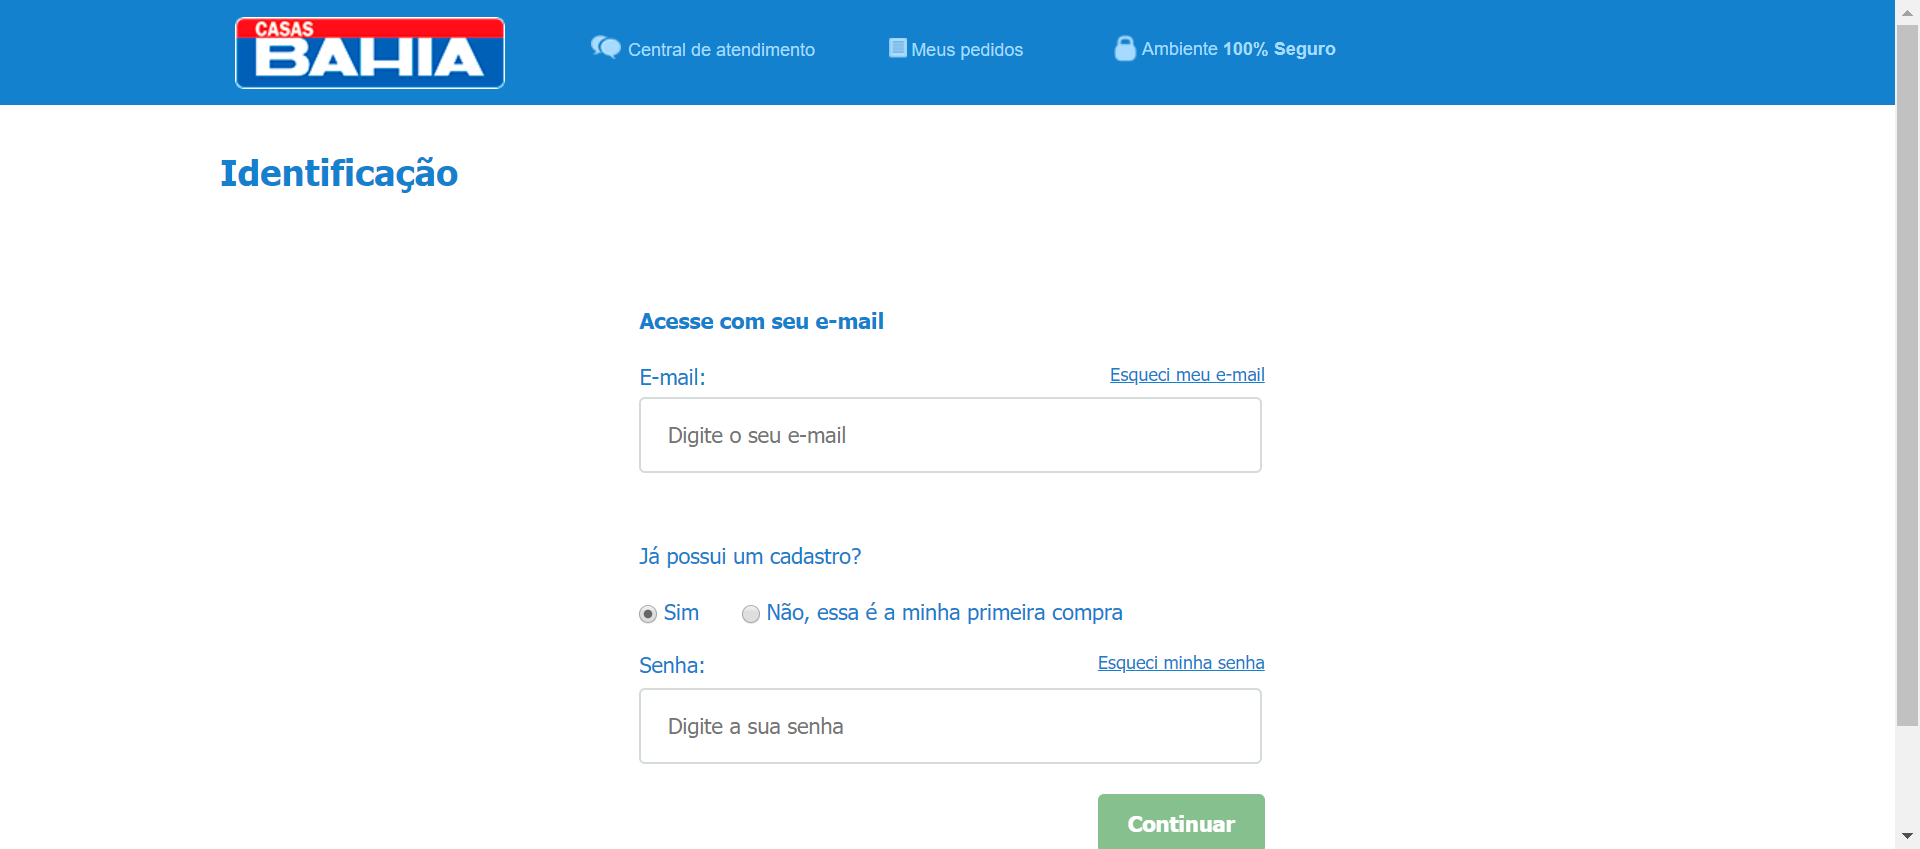 CASAS
BAHIA
Central de atendimento
Meus pedidos
Ambiente 100% Seguro
Identificação
Acesse com seu e-mail
E-mail:
Esqueci meu e-mail
Digite o seu e-mail
Já possui um cadastro?
Sim
Não, essa é a minha primeira compra
Senha:
Esqueci minha senha
Digite a sua senha
Continuar